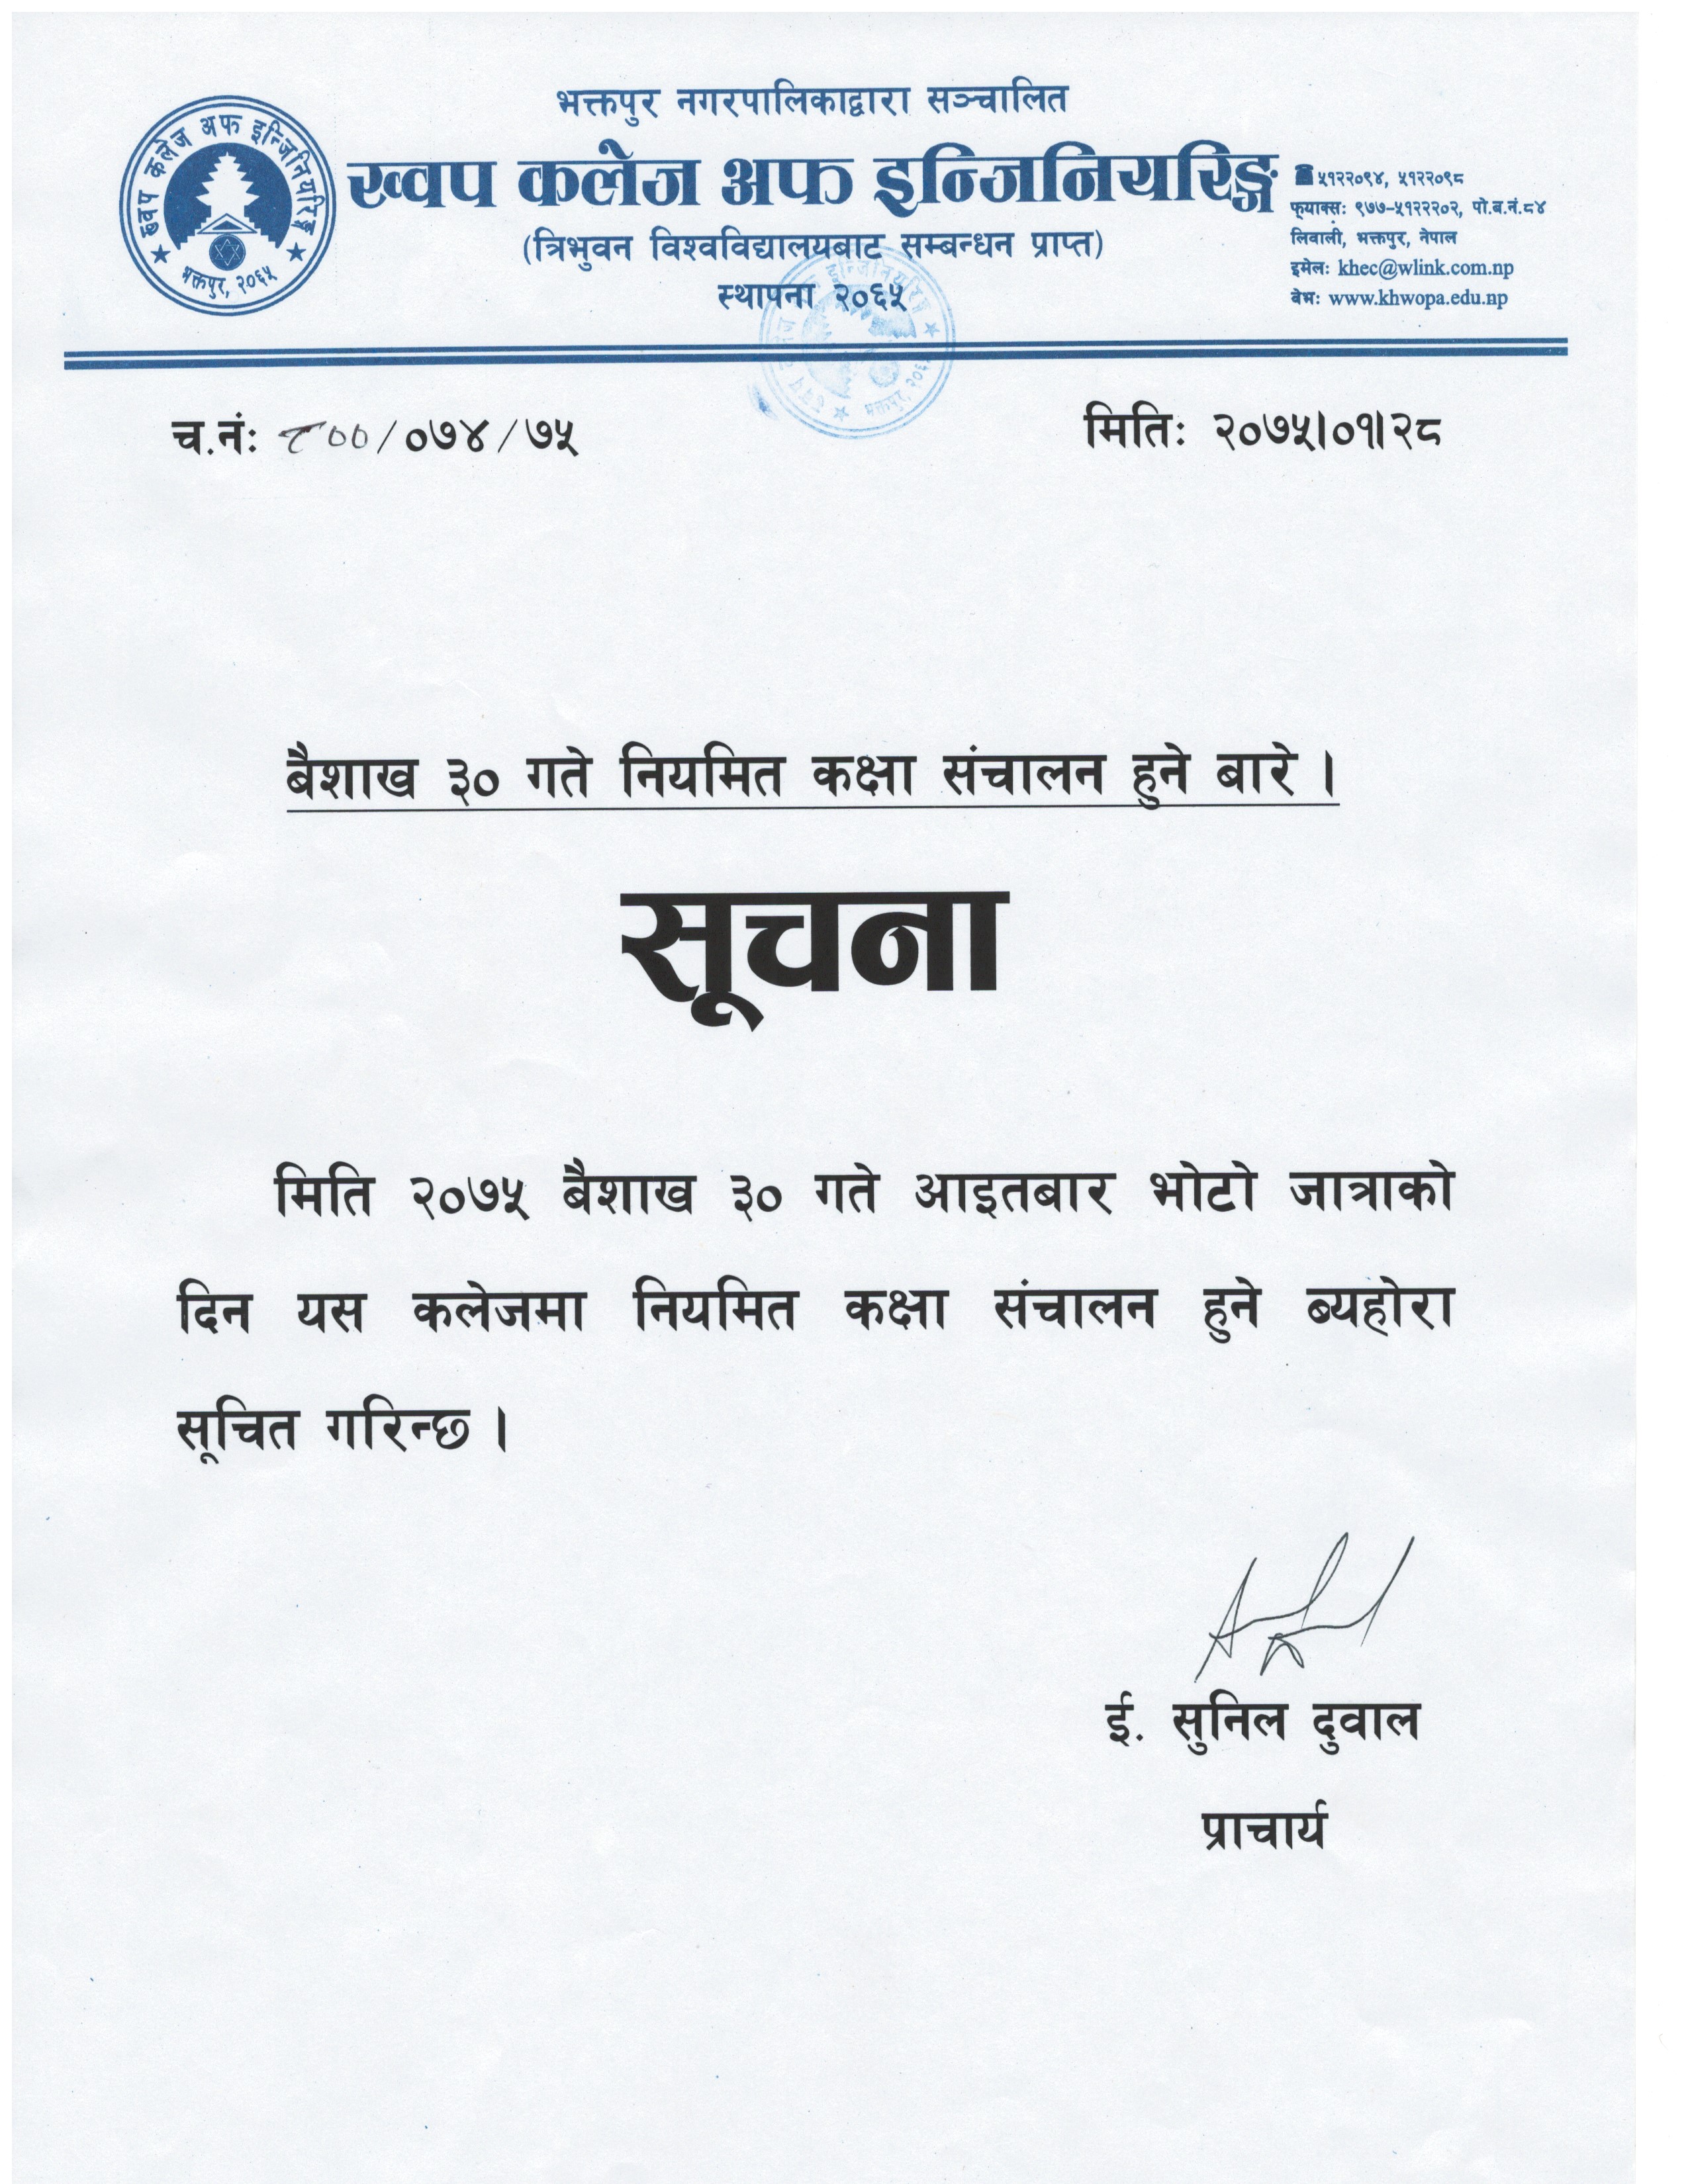 भक्तपुर नगरपालिकाद्वारा सञ्चालित
ख्वप कलेज अफ इन्जिनियरिङ्ग
(त्रिभुवन विश्वविद्यालयबाट सम्बन्धन प्राप्त)
स्थापना २०६५
ख्वप कलेज अफ इन्जिनियरिङ्ग
भक्तपुर, २०६५
५१२२०९४, ५१२२०९८
फ्याक्स: ९७७-५१२२२०२, पो.ब.नं.८४
लिवाली, भक्तपुर, नेपाल
इमेल: khec@wlink.com.np
वेभ: www.khwopa.edu.np
च.नं: ८००/०७४/७५
मिति: २०७५।०१।२८
बैशाख ३० गते नियमित कक्षा संचालन हुने बारे ।
सूचना
मिति २०७५ बैशाख ३० गते आइतबार भोटो जात्राको
दिन यस कलेजमा नियमित कक्षा संचालन हुने ब्यहोरा
सूचित गरिन्छ ।
ई. सुनिल दुवाल
प्राचार्य